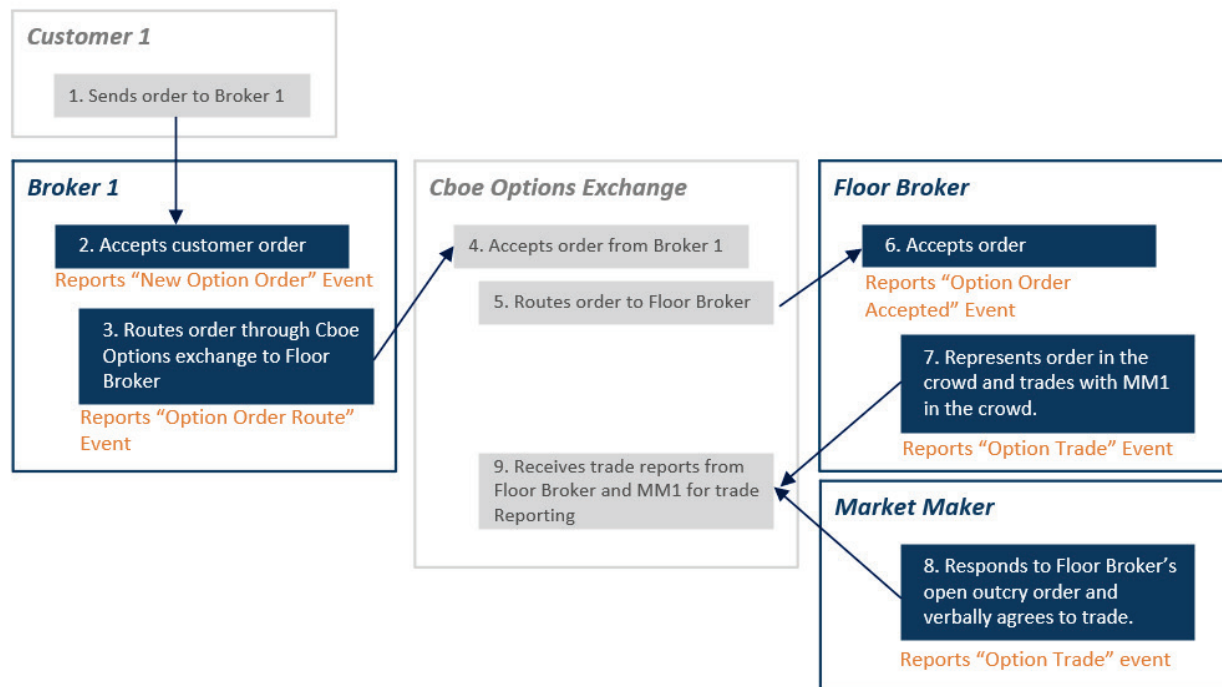 Customer 1
1. Sends order to Broker 1
Broker 1
2. Accepts customer order
Reports “New Option Order” Event
3. Routes order through Cboe
Options exchange to Floor
Broker
Reports “Option Order Route”
Event
Cboe Options Exchange
4. Accepts order from Broker 1
5. Routes order to Floor Broker
9. Receives trade reports from
Floor Broker and MM1 for trade
Reporting
Floor Broker
6. Accepts order
Reports “Option Order
Accepted” Event
7. Represents order in the
crowd and trades with MM1
in the crowd.
Reports “Option Trade” Event
Market Maker
8. Responds to Floor Broker’s
open outcry order and
verbally agrees to trade.
Reports “Option Trade” event